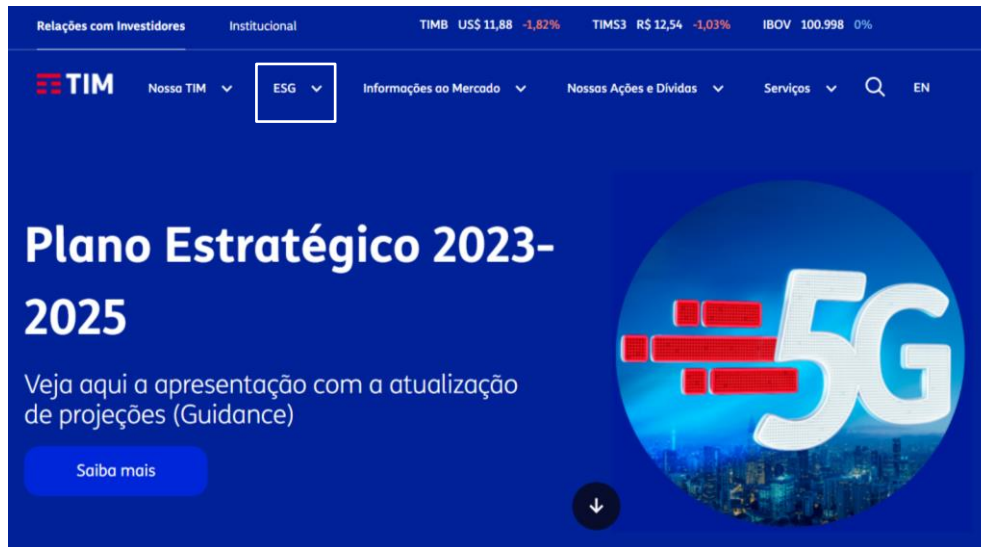 Relações com Investidores Institucional TIMB US$ 11,88 -1,82% TIMS3 R$ 12,54 -1,03% IBOV 100.998 0%
TIM Nossa TIM ESG Informações ao Mercado Nossas Ações e Dívidas Serviços EN
Plano Estratégico 2023-
2025
5G
Veja aqui a apresentação com a atualização
de projeções (Guidance)
Saiba mais